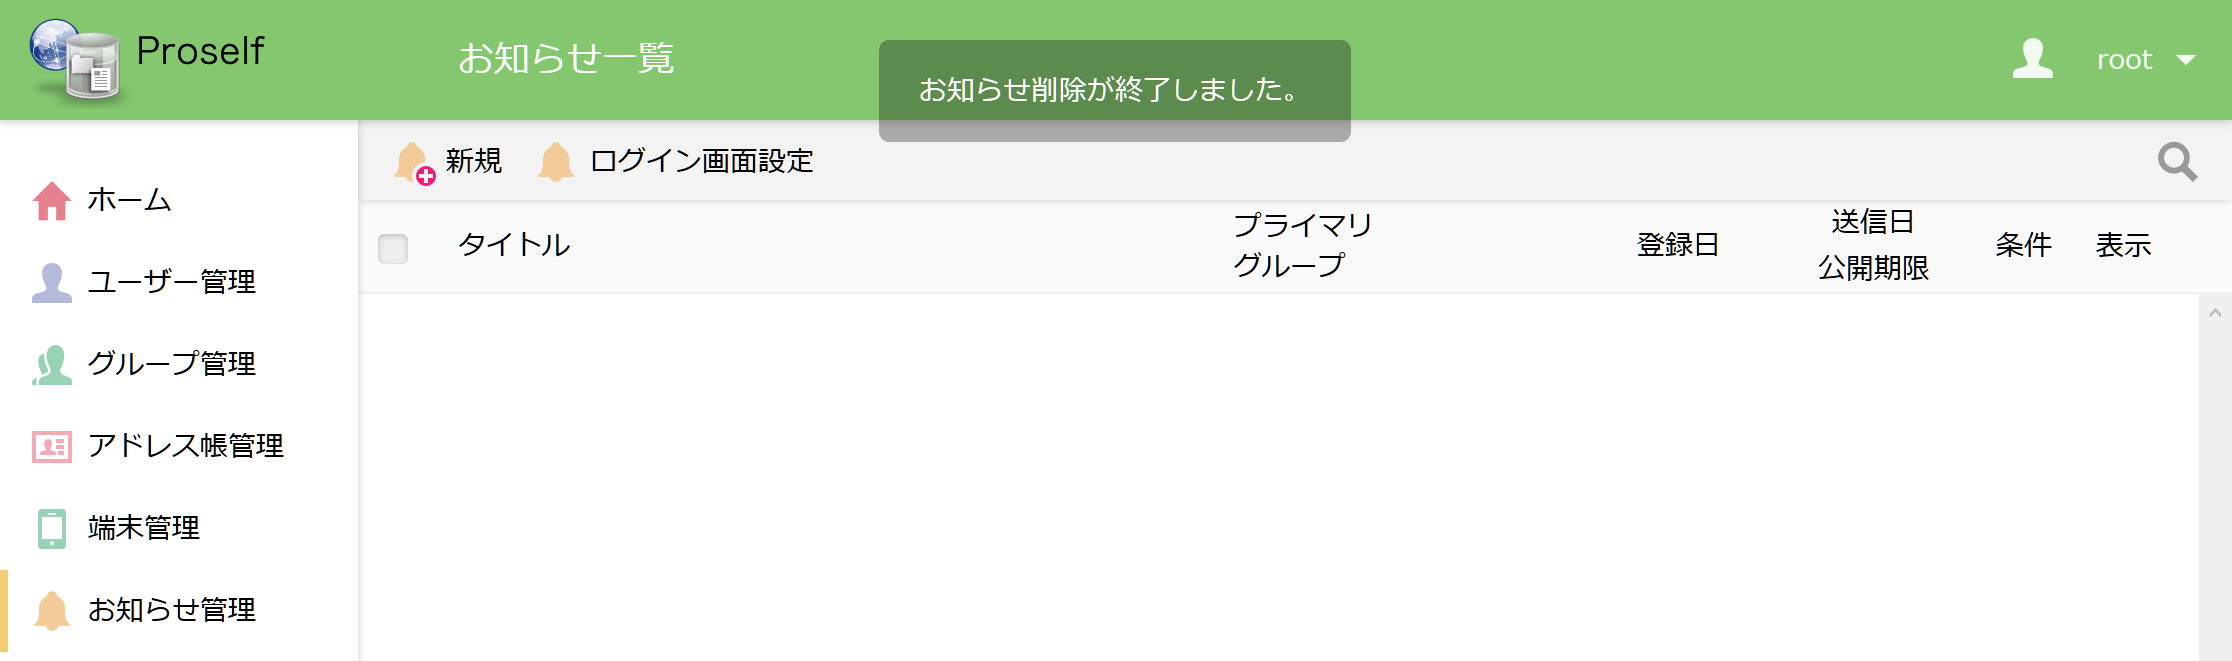 Proself
お知らせ一覧
お知らせ削除が終了しました。
root
新規
ログイン画面設定
ホーム
ユーザー管理
グループ管理
アドレス帳管理
端末管理
お知らせ管理
タイトル
プライマリ
グループ
登録日
送信日
公開期限
条件
表示